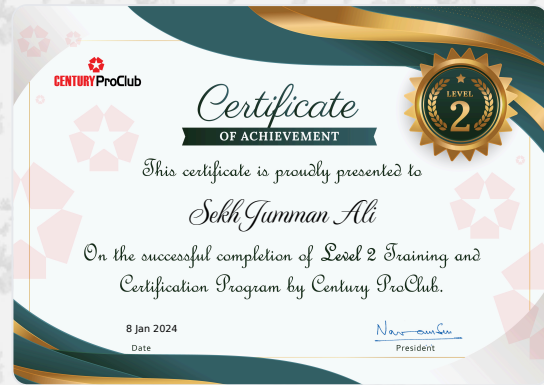 CENTURY ProClub
LEVEL
2
Certificate
OF ACHIEVEMENT
This certificate is proudly presented to
Sekh Jumman Ali
On the successful completion of Level 2 Training and
Certification Program by Century ProClub.
8 Jan 2024
Date
President